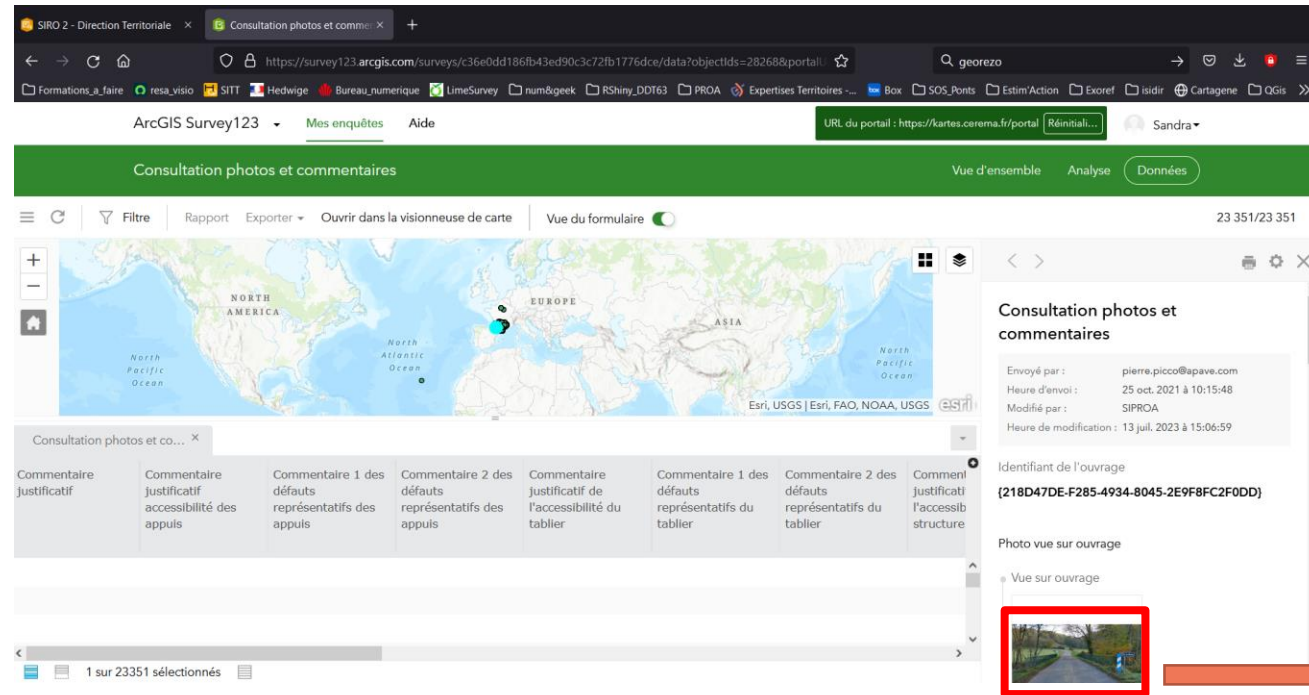 SIRO 2 - Direction Territoriale
Consultation photos et comme
https://survey123.arcgis.com/surveys/c36e0dd186fb43ed90c3c72fb1776dce/data?objectIds=28268&portalU
georezo
Formations_a_faire resa_visio SITT Hedwige Bureau_numerique LimeSurvey num&geek RShiny_DDT63 PROA Expertises Territoires -... Box SOS_Ponts Estim'Action Exoref isidir Cartagene QGis
ArcGIS Survey123 Mes enquêtes Aide URL du portail : https://kartes.cerema.fr/portal Réinitiali... Sandra
Consultation photos et commentaires Vue d'ensemble Analyse Données
Filtre Rapport Exporter Ouvrir dans la visionneuse de carte Vue du formulaire 23 351/23 351
NORTH
AMERICA
EUROPE
ASIA
North
Pacific
Ocean
North
Atlantic
Ocean
North
Pacific
Ocean
Esri, USGS | Esri, FAO, NOAA, USGS esri
Consultation photos et co...
Commentaire
justificatif
Commentaire
justificatif
accessibilité des
appuis
Commentaire 1 des
défauts
représentatifs des
appuis
Commentaire 2 des
défauts
représentatifs des
appuis
Commentaire
justificatif de
l'accessibilité du
tablier
Commentaire 1 des
défauts
représentatifs du
tablier
Commentaire 2 des
défauts
représentatifs du
tablier
Comment
justificati
l'accessib
structure
1 sur 23351 sélectionnés
Consultation photos et
commentaires
Envoyé par : pierre.picco@apave.com
Heure d'envoi : 25 oct. 2021 à 10:15:48
Modifié par : SIPROA
Heure de modification : 13 juil. 2023 à 15:06:59
Identifiant de l'ouvrage
{218D47DE-F285-4934-8045-2E9F8FC2F0DD}
Photo vue sur ouvrage
Vue sur ouvrage